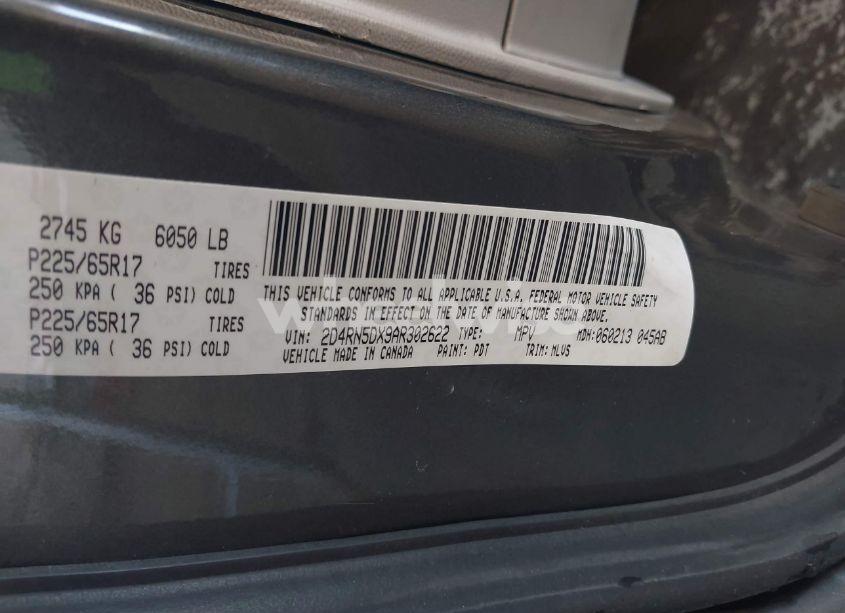 2745 KG 6050 LB
P225/65R17 TIRES
250 KPA ( 36 PSI) COLD
P225/65R17 TIRES
250 KPA ( 36 PSI) COLD
THIS VEHICLE CONFORMS TO ALL APPLICABLE U.S.A. FEDERAL MOTOR VEHICLE SAFETY
STANDARDS IN EFFECT ON THE DATE OF MANUFACTURE SHOWN ABOVE.
VIN: 2D4RN5DX9AR302622 TYPE: MPV MDH:060213 045AB
VEHICLE MADE IN CANADA PAINT: PDT TRIM: MLVS